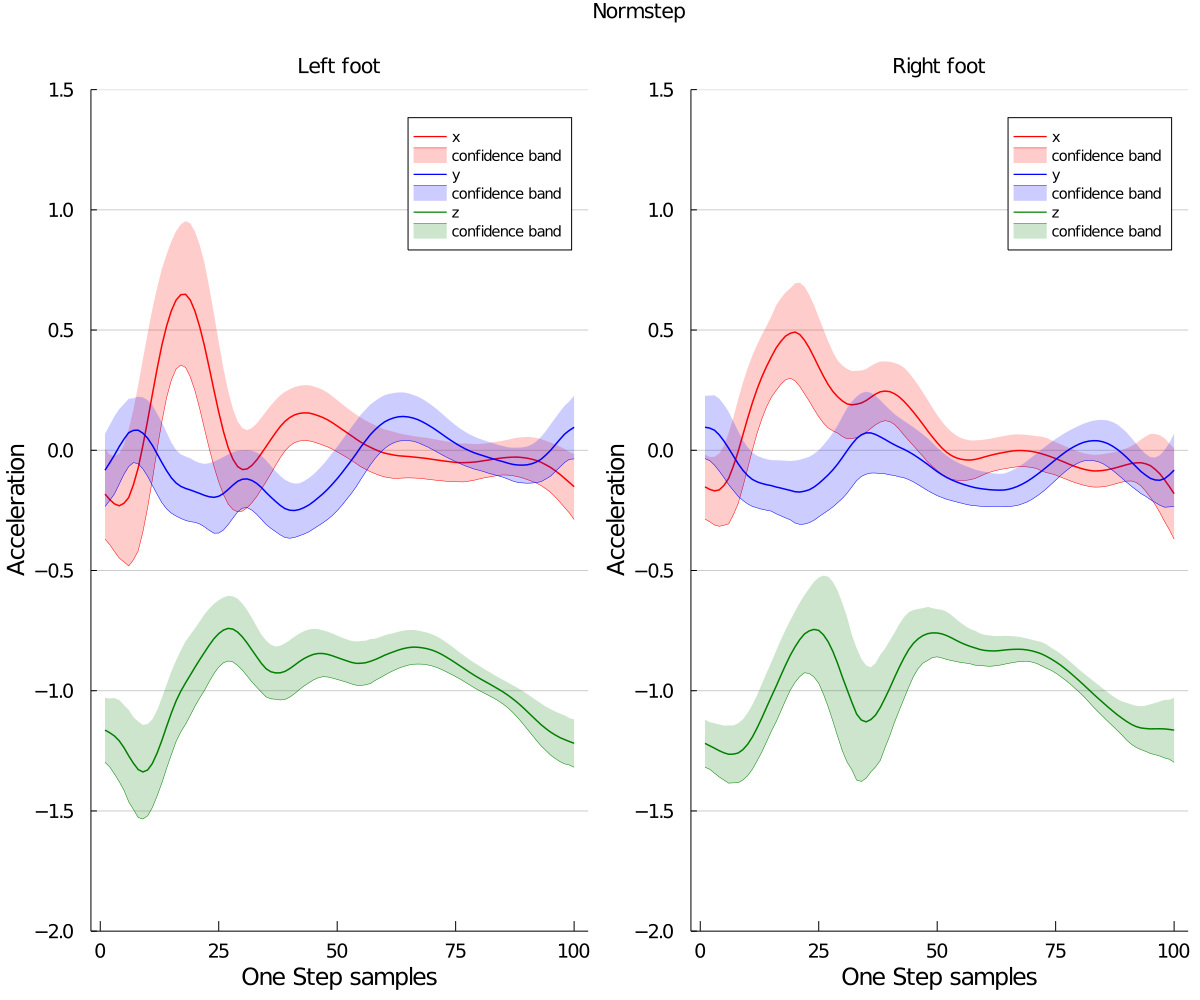 Normstep
Left foot
Acceleration
1.5
1.0
0.5
0.0
−0.5
−1.0
−1.5
−2.0
x
confidence band
y
confidence band
z
confidence band
0 25 50 75 100
One Step samples
Right foot
Acceleration
1.5
1.0
0.5
0.0
−0.5
−1.0
−1.5
−2.0
x
confidence band
y
confidence band
z
confidence band
0 25 50 75 100
One Step samples